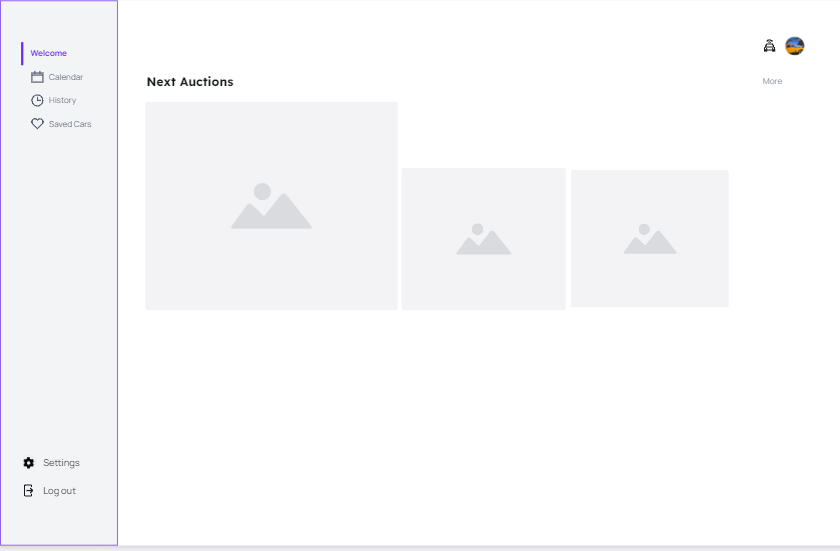 Welcome
Calendar
History
Saved Cars
Settings
Log out
Next Auctions
More